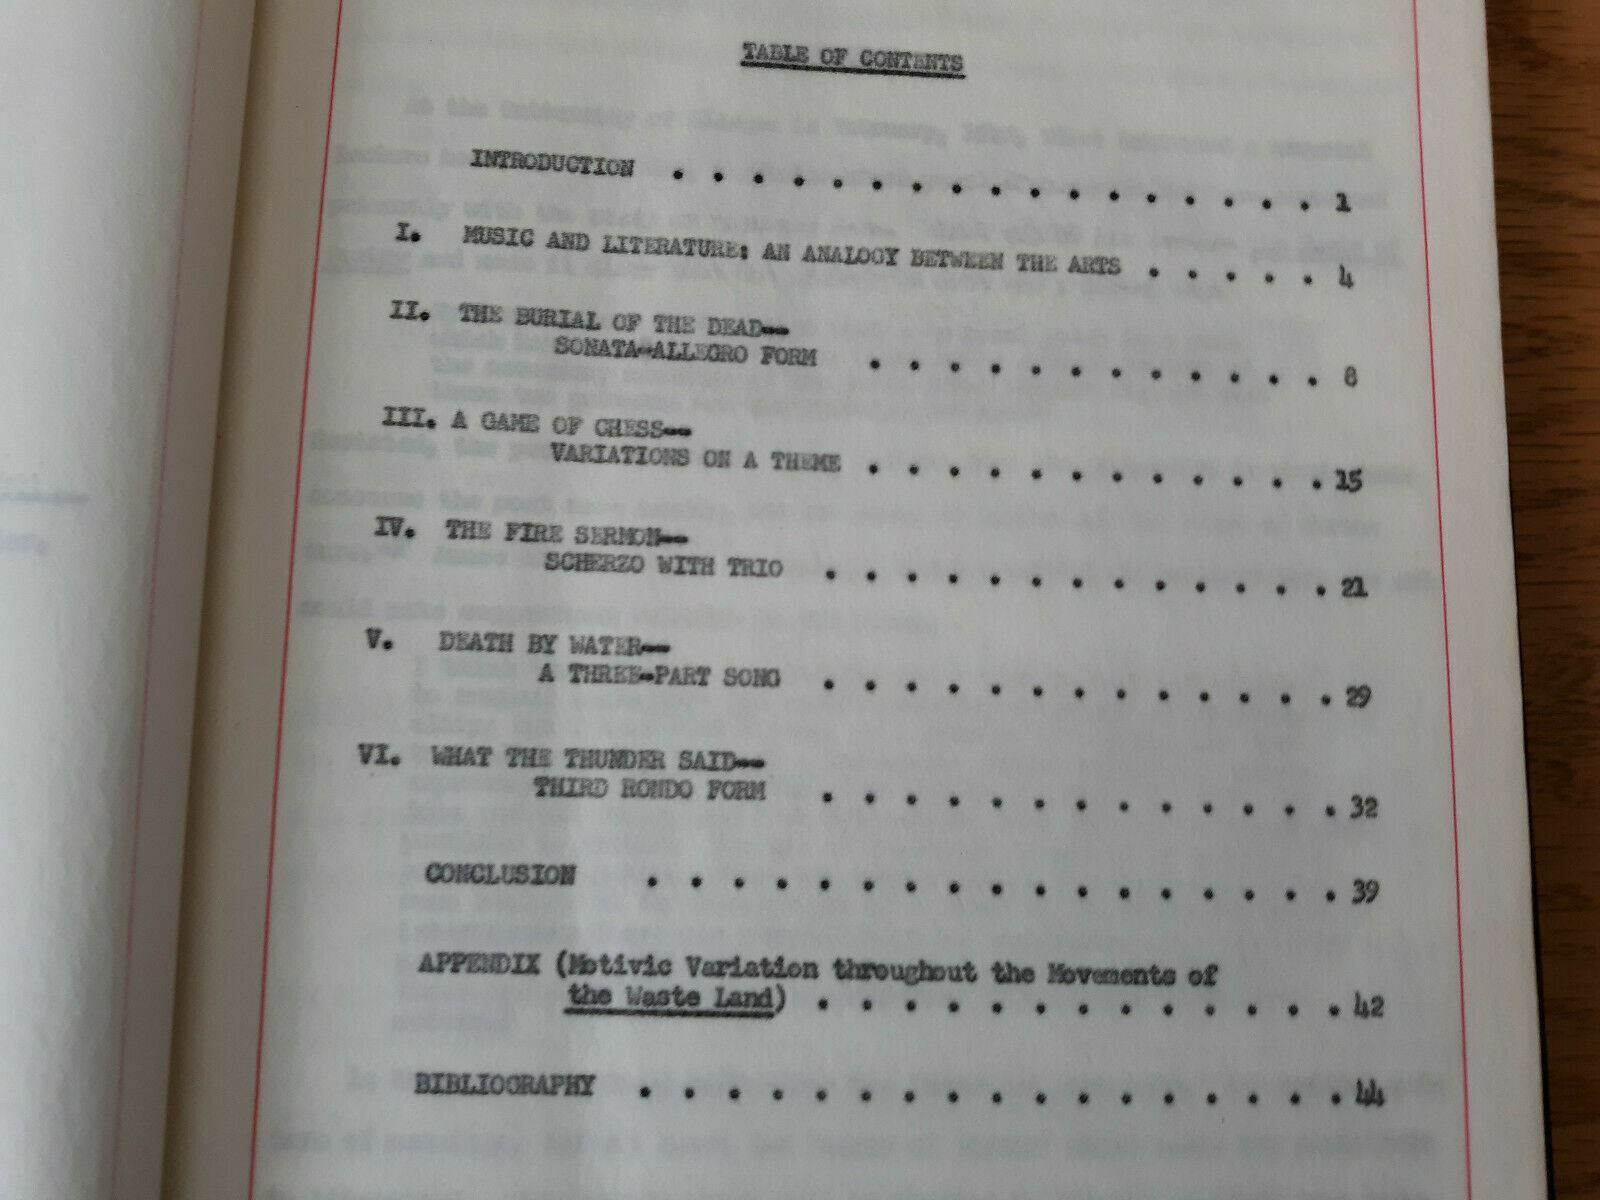 TABLE OF CONTENTS
INTRODUCTION . . . . . . . . . . . . . . . . . 1
I. MUSIC AND LITERATURE: AN ANALOGY BETWEEN THE ARTS . . . . . 4
II. THE BURIAL OF THE DEAD--
SONATA-ALLEGRO FORM . . . . . . . . . . . . 8
III. A GAME OF CHESS--
VARIATIONS ON A THEME . . . . . . . . . . . . 15
IV. THE FIRE SERMON--
SCHERZO WITH TRIO . . . . . . . . . . . . . 21
V. DEATH BY WATER--
A THREE-PART SONG . . . . . . . . . . . . . 29
VI. WHAT THE THUNDER SAID--
THIRD RONDO FORM . . . . . . . . . . . . . 32
CONCLUSION . . . . . . . . . . . . . . . . . 39
APPENDIX (Motivic Variation throughout the Movements of
the Waste Land) . . . . . . . . . . . . . 42
BIBLIOGRAPHY . . . . . . . . . . . . . . . . . 44